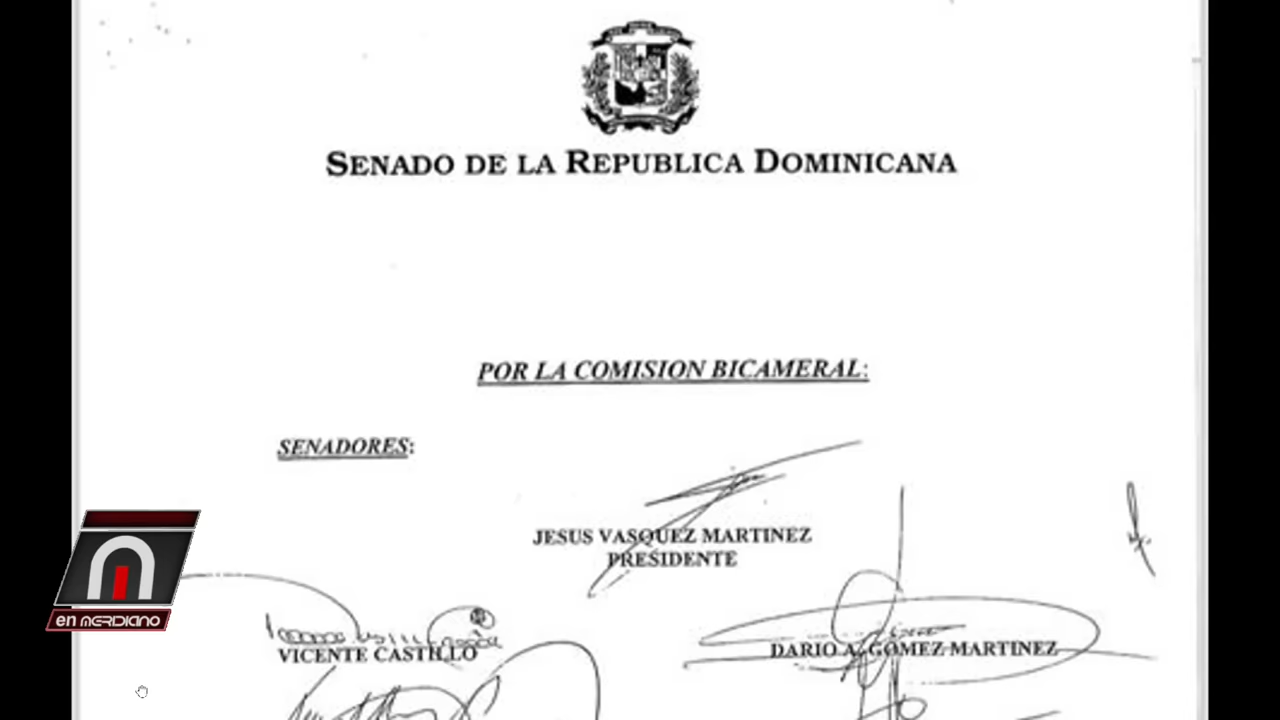 SENADO DE LA REPUBLICA DOMINICANA
POR LA COMISION BICAMERAL:
SENADORES:
JESUS VASQUEZ MARTINEZ
PRESIDENTE
VICENTE CASTILLO
DARIO A. GOMEZ MARTINEZ
en MERDIANO